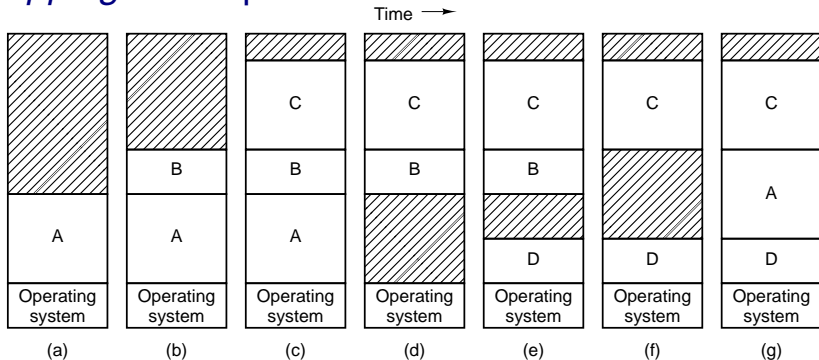 Time
C C C C C
B B B B
A
A A A
D D D
Operating system Operating system Operating system Operating system Operating system Operating system Operating system
(a) (b) (c) (d) (e) (f) (g)